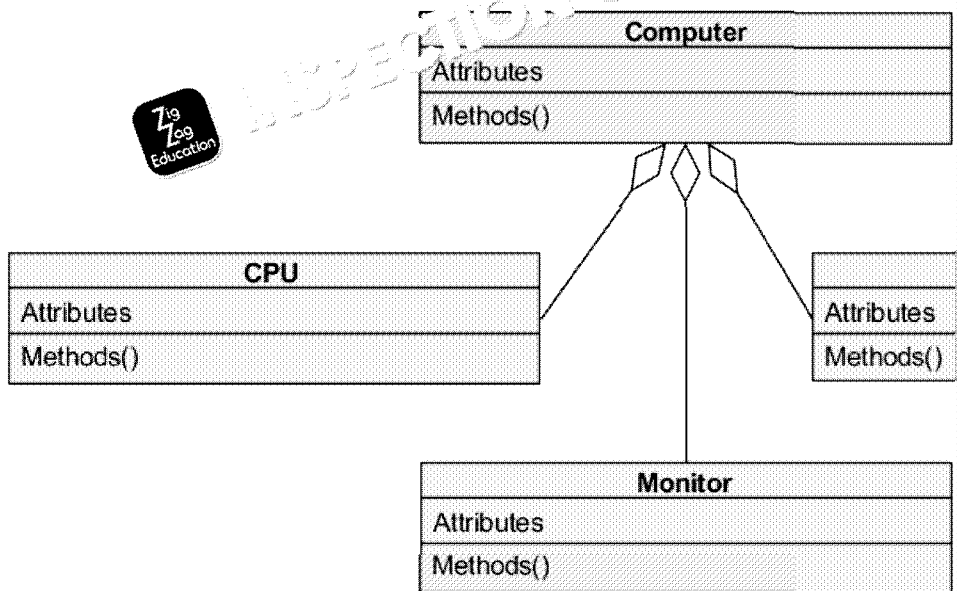 Computer
Attributes
Methods()
Zig
Zag
Education
CPU
Attributes
Methods()
Attributes
Methods()
Monitor
Attributes
Methods()